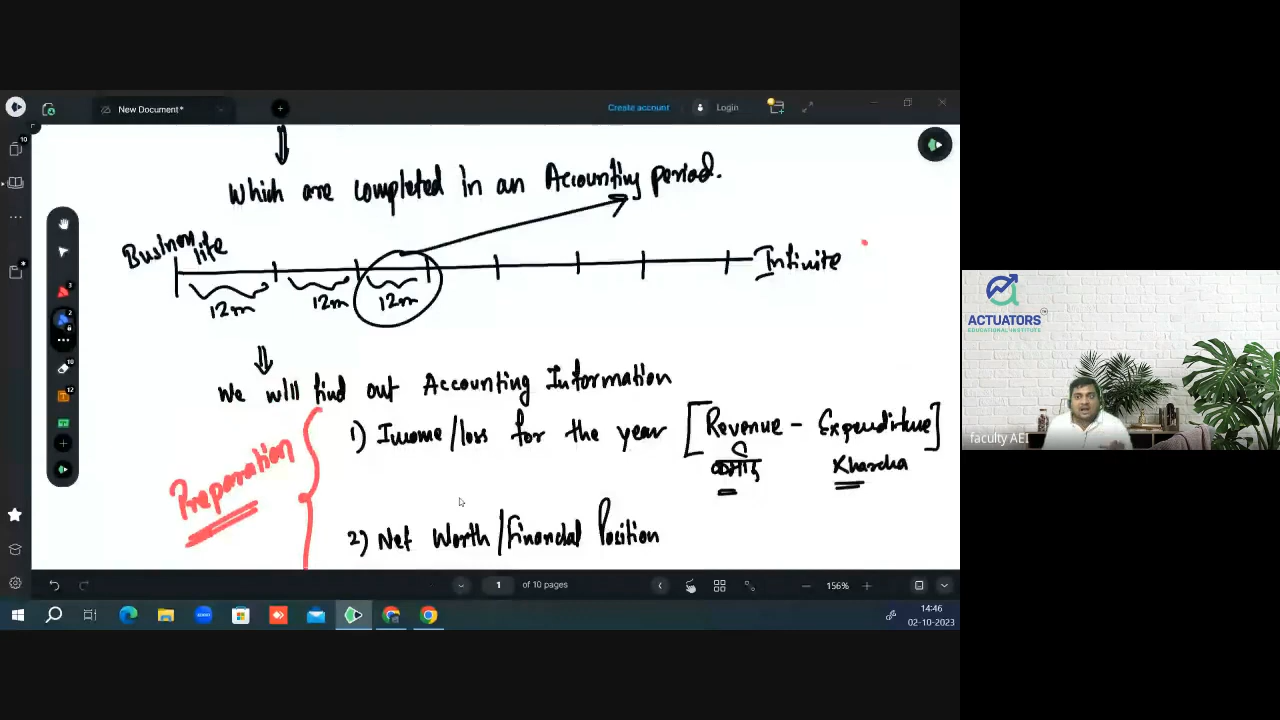 New Document*
Create account
Login
10
Which are completed in an Accounting period.
Business life
Infinite
12m 12m 12m
We will find out Accounting Information
1) Income/loss for the year [Revenue - Expenditure]
कमाई Kharcha
Preparation
2) Net Worth/Financial Position
1 of 10 pages
156%
14:46
02-10-2023
ACTUATORS
EDUCATIONAL INSTITUTE
faculty AEI